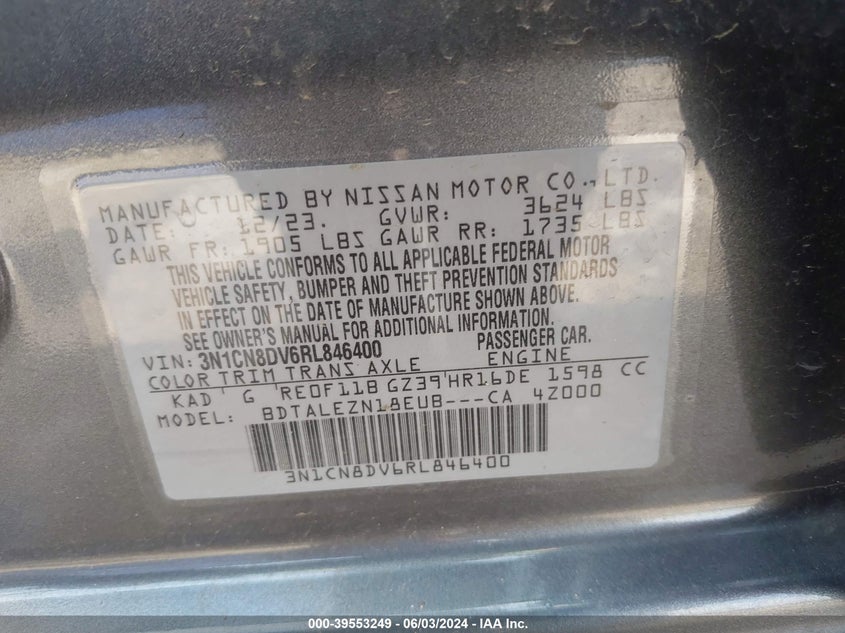 MANUFACTURED BY NISSAN MOTOR CO., LTD.
DATE: 12/23. GVWR: 3624 LBS
GAWR FR: 1905 LBS GAWR RR: 1735 LBS
THIS VEHICLE CONFORMS TO ALL APPLICABLE FEDERAL MOTOR
VEHICLE SAFETY, BUMPER AND THEFT PREVENTION STANDARDS
IN EFFECT ON THE DATE OF MANUFACTURE SHOWN ABOVE.
SEE OWNER'S MANUAL FOR ADDITIONAL INFORMATION.
VIN: 3N1CN8DV6RL846400 PASSENGER CAR.
COLOR TRIM TRANS AXLE ENGINE
KAD G RE0F11B GZ39 HR16DE 1598 CC
MODEL: BDTALEZN18EUB---CA 4Z000
3N1CN8DV6RL846400
000-39553249 - 06/03/2024 - © IAA Inc.